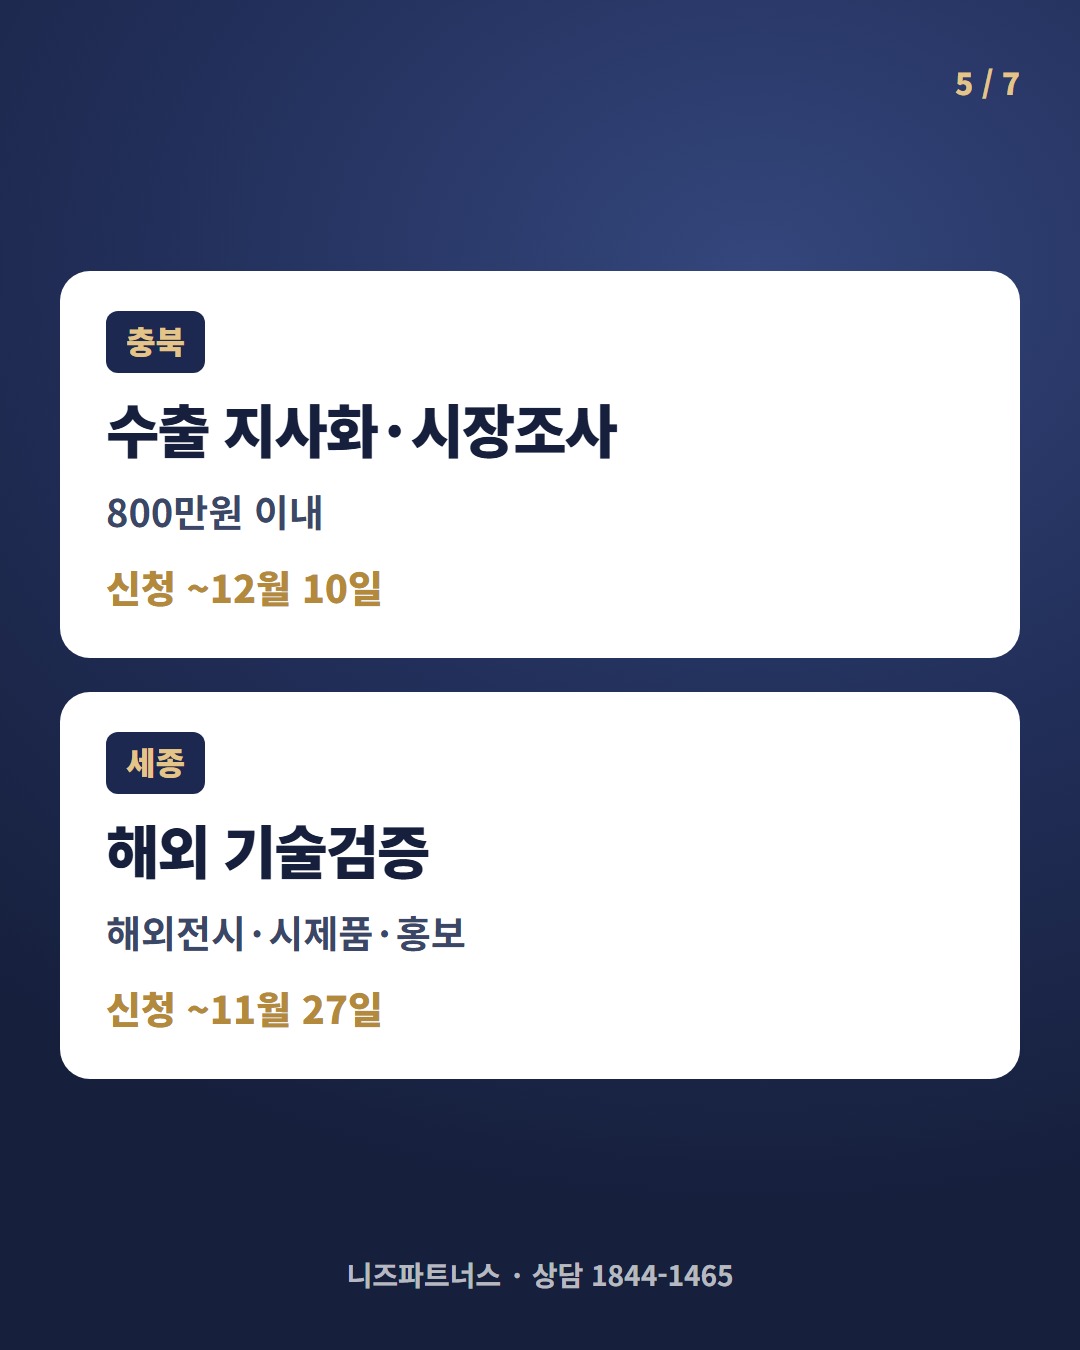 5 / 7
충북
수출 지사화·시장조사
800만원 이내
신청 ~12월 10일
세종
해외 기술검증
해외전시·시제품·홍보
신청 ~11월 27일
니즈파트너스 · 상담 1844-1465